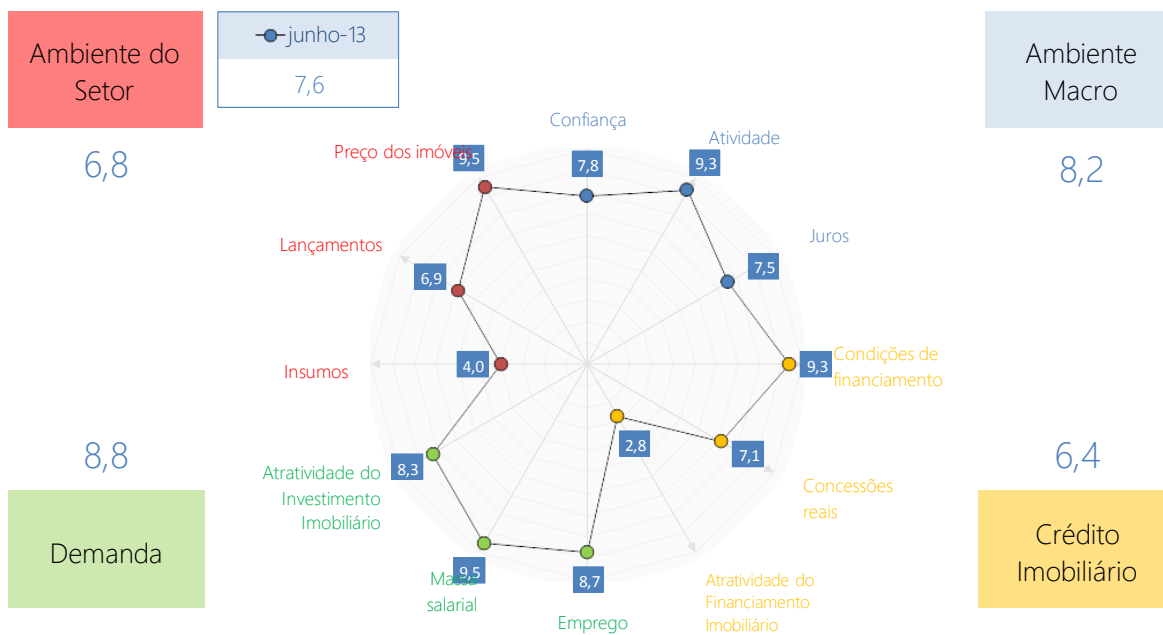 Ambiente do
Setor
6,8
junho-13
7,6
Ambiente
Macro
8,2
Confiança
7,8
Atividade
9,3
Juros
7,5
Condições de
financiamento
9,3
Concessões
reais
7,1
Atratividade do
Financiamento
Imobiliário
2,8
Emprego
8,7
Massa
salarial
9,5
Atratividade do
Investimento
Imobiliário
8,3
Insumos
4,0
Lançamentos
6,9
Preço dos imóveis
9,5
8,8
Demanda
6,4
Crédito
Imobiliário